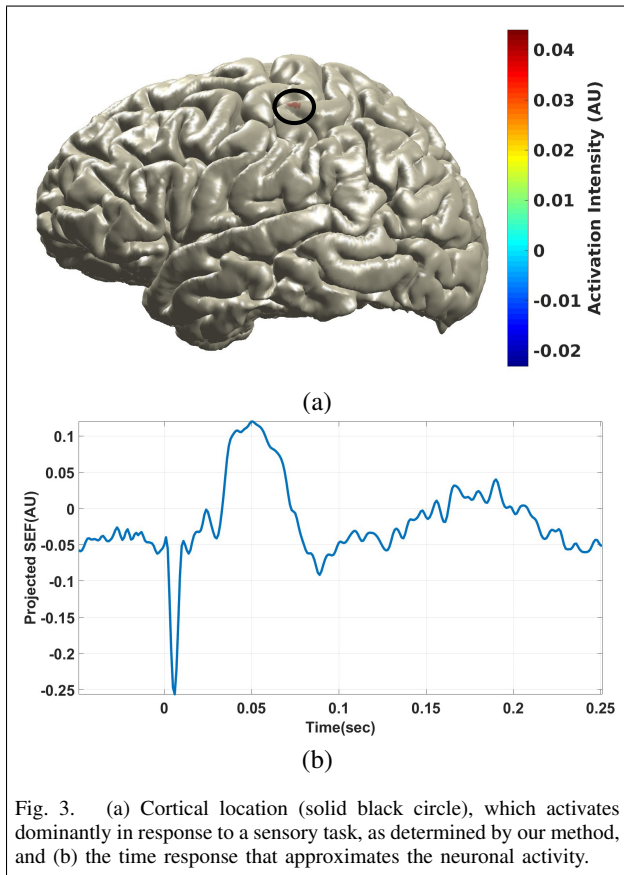 0.04
0.03
0.02
0.01
0
-0.01
-0.02
Activation Intensity (AU)
(a)
0.1
0.05
0
-0.05
-0.1
-0.15
-0.2
-0.25
Projected SEF(AU)
0
0.05
0.1
0.15
0.2
0.25
Time(sec)
(b)
Fig. 3. (a) Cortical location (solid black circle), which activates
dominantly in response to a sensory task, as determined by our method,
and (b) the time response that approximates the neuronal activity.